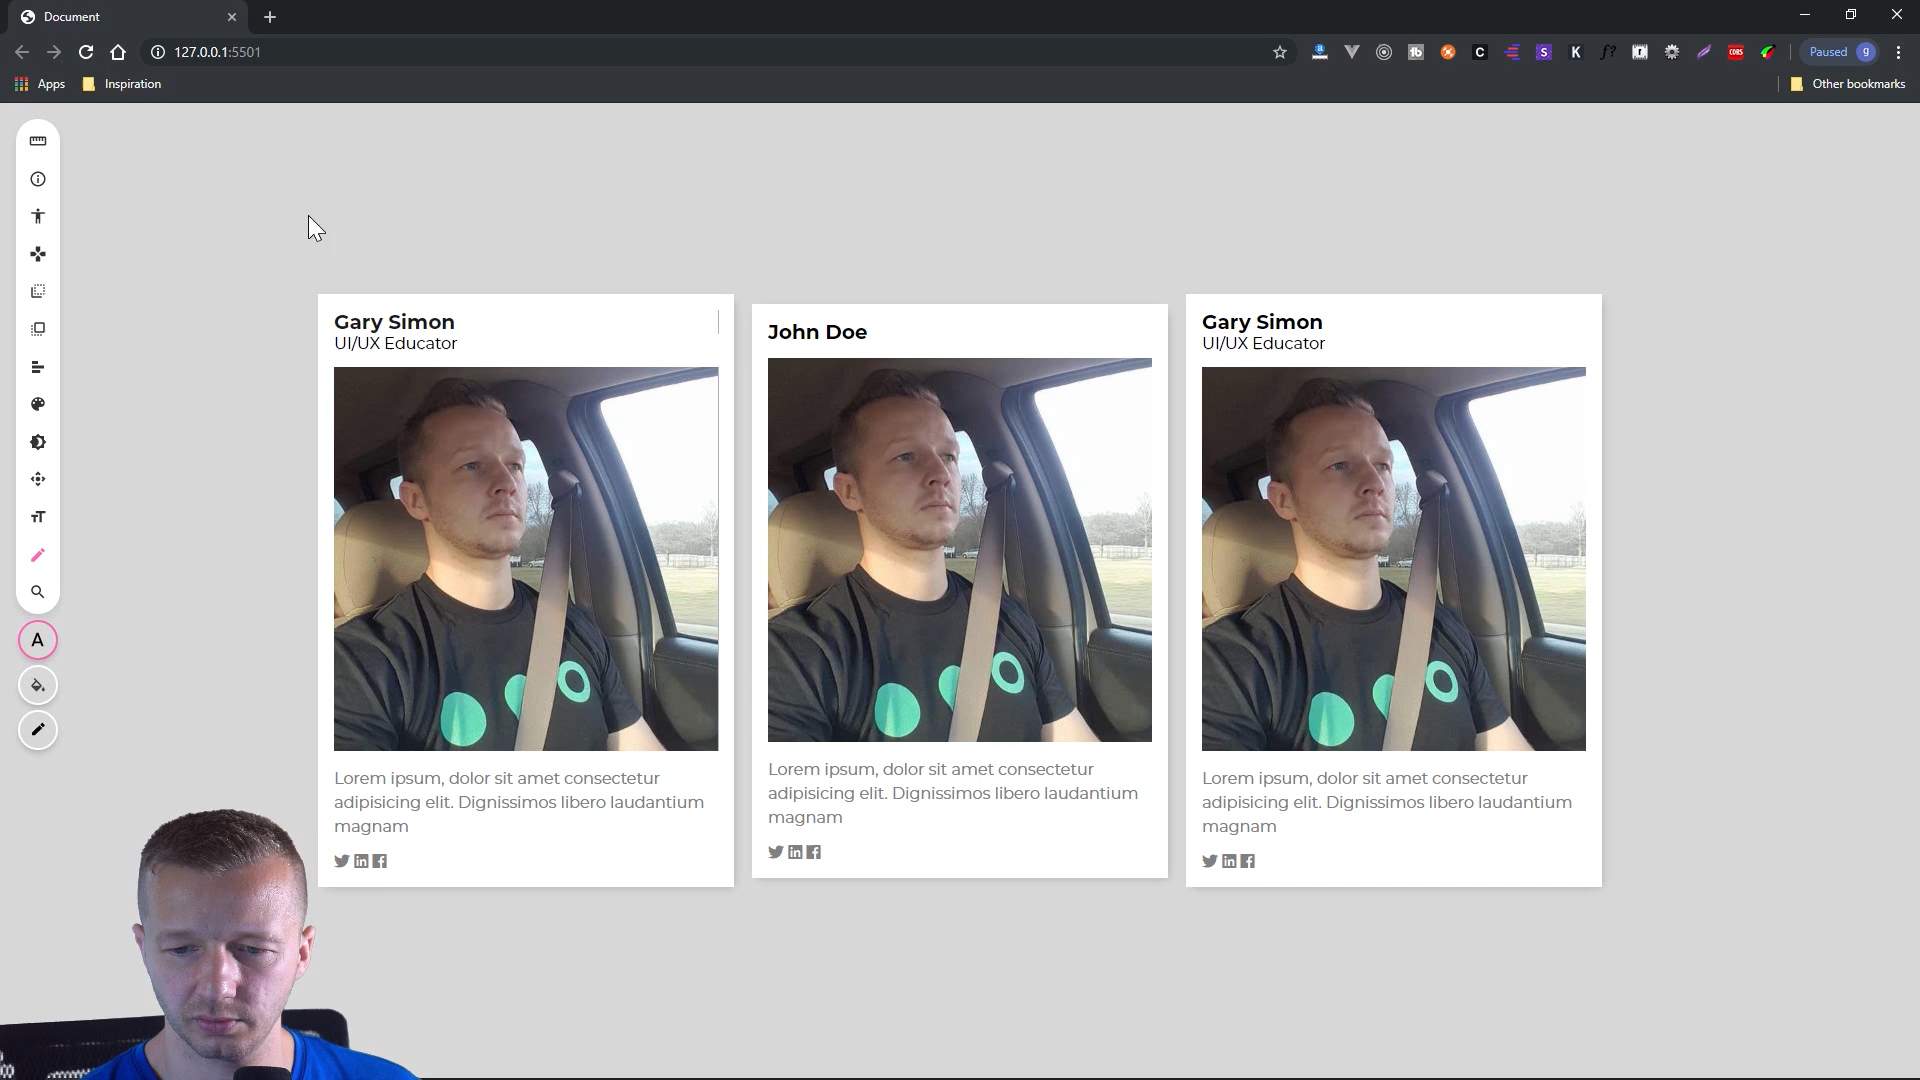 Document
127.0.0.1:5501
Paused g
Apps
Inspiration
Other bookmarks
A
Gary Simon
UI/UX Educator
Lorem ipsum, dolor sit amet consectetur
adipisicing elit. Dignissimos libero laudantium
magnam
John Doe
Lorem ipsum, dolor sit amet consectetur
adipisicing elit. Dignissimos libero laudantium
magnam
Gary Simon
UI/UX Educator
Lorem ipsum, dolor sit amet consectetur
adipisicing elit. Dignissimos libero laudantium
magnam